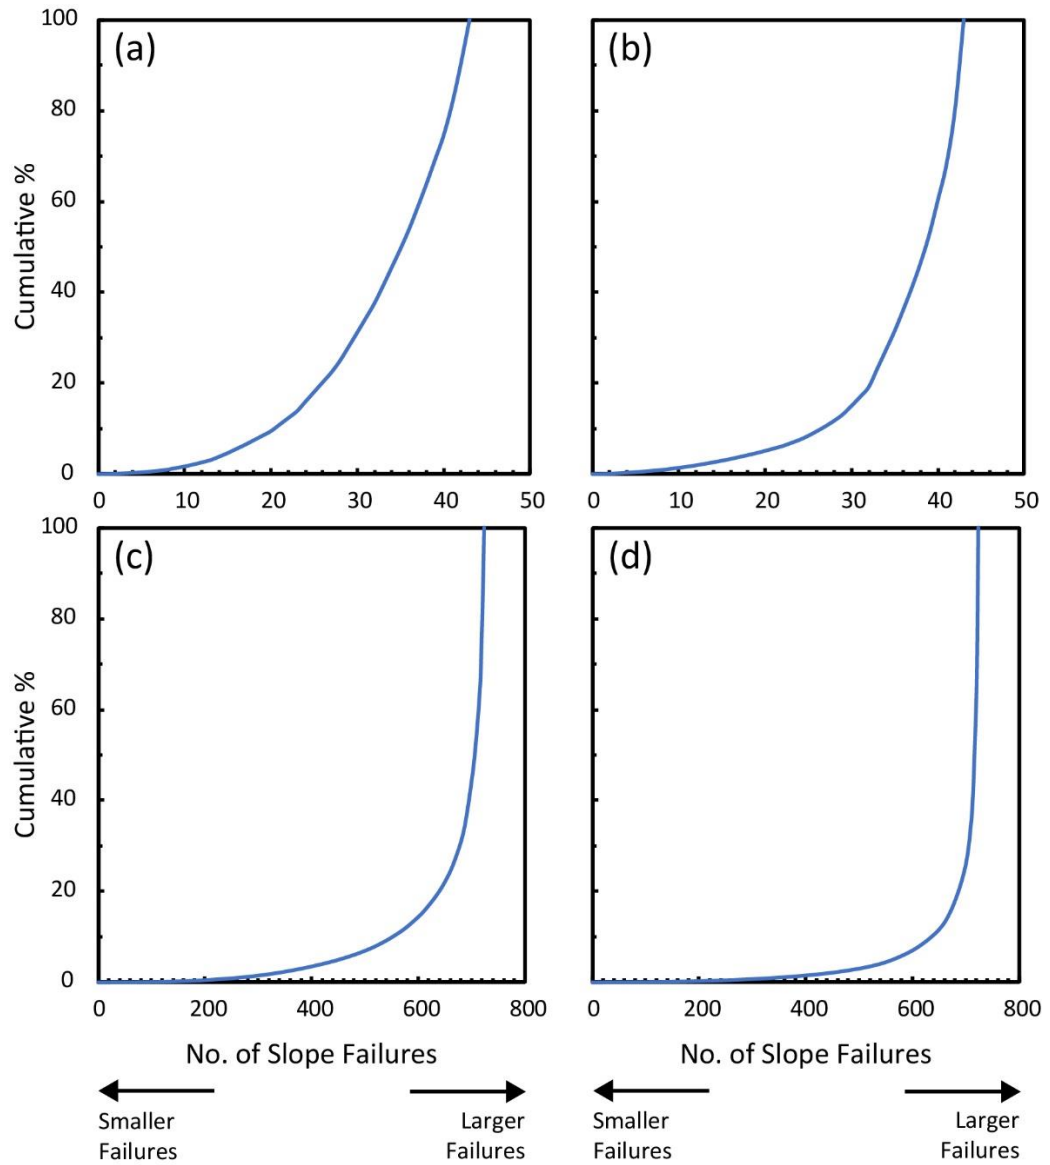 100
(a)
(b)
80
60
40
20
0
Cumulative %
0 10 20 30 40 50
0 10 20 30 40 50
100
(c)
(d)
80
60
40
20
0
Cumulative %
0 200 400 600 800
0 200 400 600 800
No. of Slope Failures
No. of Slope Failures
Smaller
Failures
Larger
Failures
Smaller
Failures
Larger
Failures